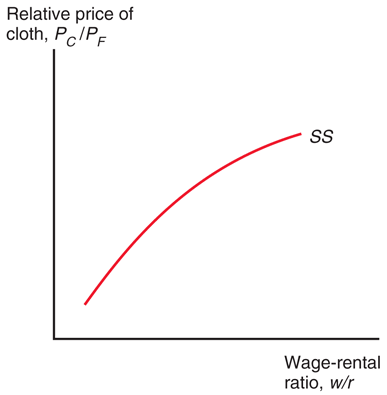 Relative price of
cloth, PC/PF
SS
Wage-rental
ratio, w/r